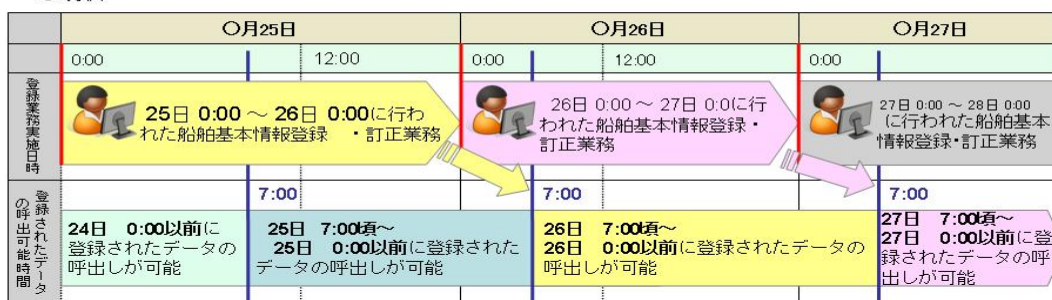 〇月25日
〇月26日
〇月27日
0:00
12:00
0:00
12:00
0:00
登録業務実施日時
25日 0:00 ～ 26日 0:00に行わ
れた船舶基本情報登録 ・訂正業務
26日 0:00 ～ 27日 0:0に行
われた船舶基本情報登録・
訂正業務
27日 0:00 ～ 28日 0:00
に行われた船舶基本
情報登録・訂正業務
登録されたデータ
の呼出可能時間
7:00
7:00
7:00
24日 0:00以前に
登録されたデータの
呼出しが可能
25日 7:00頃～
25日 0:00以前に登録された
データの呼出しが可能
26日 7:00頃～
26日 0:00以前に登録されたデータの
呼出しが可能
27日 7:00頃～
27日 0:00以前に登
録されたデータの呼
出しが可能